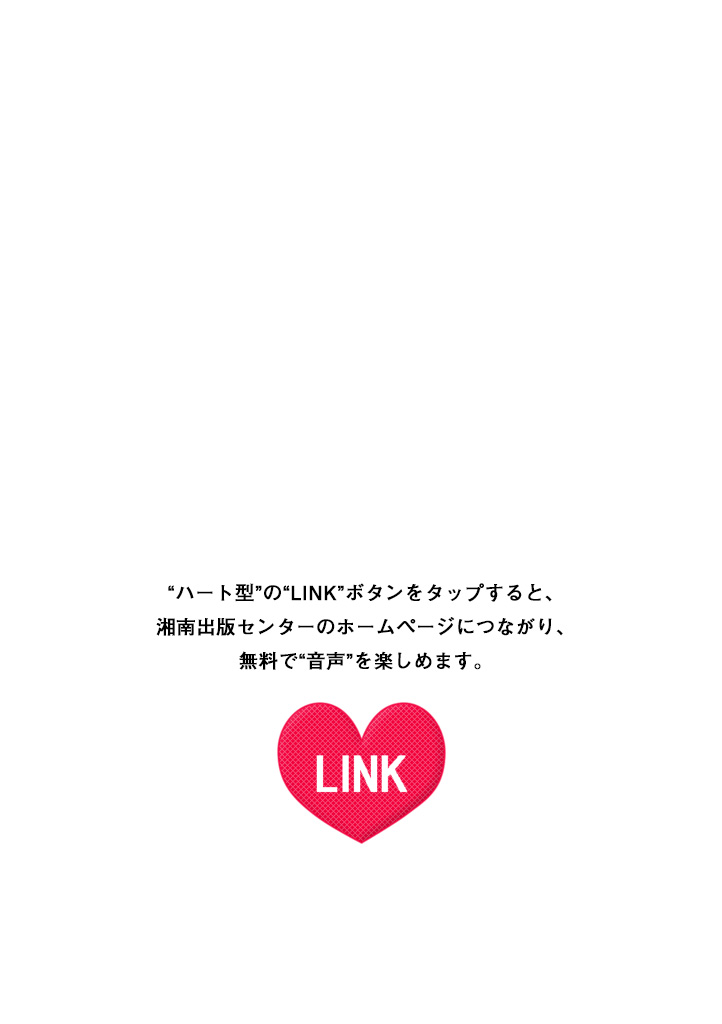 “ハート型”の“LINK”ボタンをタップすると、
湘南出版センターのホームページにつながり、
無料で“音声”を楽しめます。
LINK